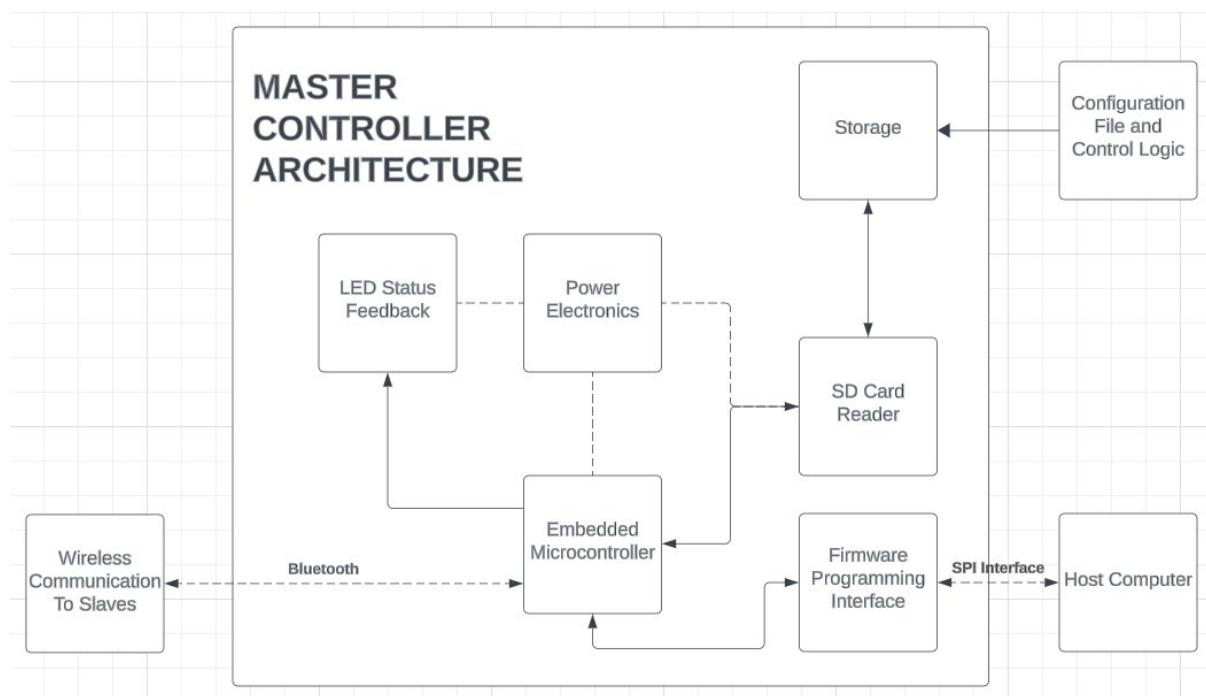 MASTER
CONTROLLER
ARCHITECTURE
Storage
Configuration
File and
Control Logic
LED Status
Feedback
Power
Electronics
SD Card
Reader
Embedded
Microcontroller
Wireless
Communication
To Slaves
Bluetooth
Firmware
Programming
Interface
SPI Interface
Host Computer